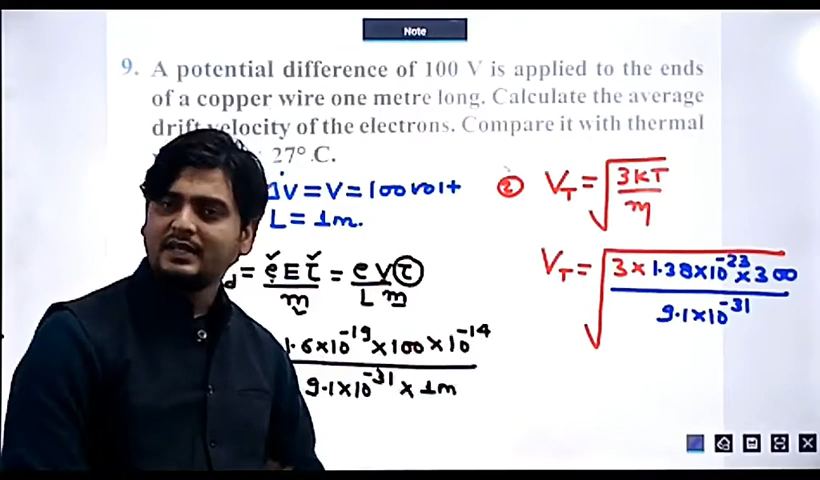 Note
9. A potential difference of 100 V is applied to the ends
of a copper wire one metre long. Calculate the average
drift velocity of the electrons. Compare it with thermal
27° C.
ΔV = V = 100 volt
L = 1m.
d = eEτ/m = eVτ/Lm
1.6×10⁻¹⁹×100×10⁻¹⁴
9.1×10⁻³¹ × 1m
② V_T = √(3KT/m)
V_T = √(3×1.38×10⁻²³×300/9.1×10⁻³¹)